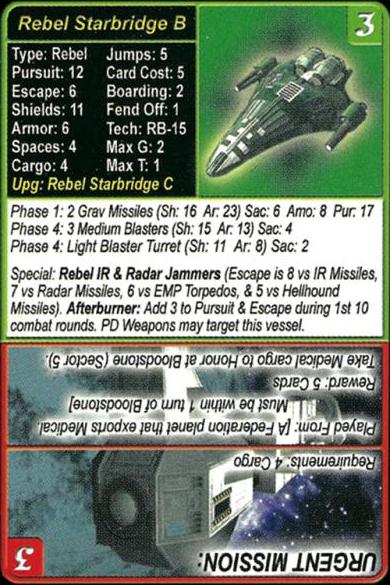 Rebel Starbridge B
3
Type: Rebel Jumps: 5
Pursuit: 12 Card Cost: 5
Escape: 6 Boarding: 2
Shields: 11 Fend Off: 1
Armor: 6 Tech: RB-15
Spaces: 4 Max G: 2
Cargo: 4 Max T: 1
Upg: Rebel Starbridge C
Phase 1: 2 Grav Missiles (Sh: 16 Ar: 23) Sac: 6 Amo: 8 Pur: 17
Phase 4: 3 Medium Blasters (Sh: 15 Ar: 13) Sac: 4
Phase 4: Light Blaster Turret (Sh: 11 Ar: 8) Sac: 2
Special: Rebel IR & Radar Jammers (Escape is 8 vs IR Missiles,
7 vs Radar Missiles, 6 vs EMP Torpedos, & 5 vs Hellhound
Missiles). Afterburner: Add 3 to Pursuit & Escape during 1st 10
combat rounds. PD Weapons may target this vessel.
URGENT MISSION:
3
Requirements: 4 Cargo
Played: From: [A Federation planet that exports Medical.
Must be within 1 turn of Bloodstone]
Reward: 5 Cards
Take Medical cargo to Honor at Bloodstone (Sector 5).